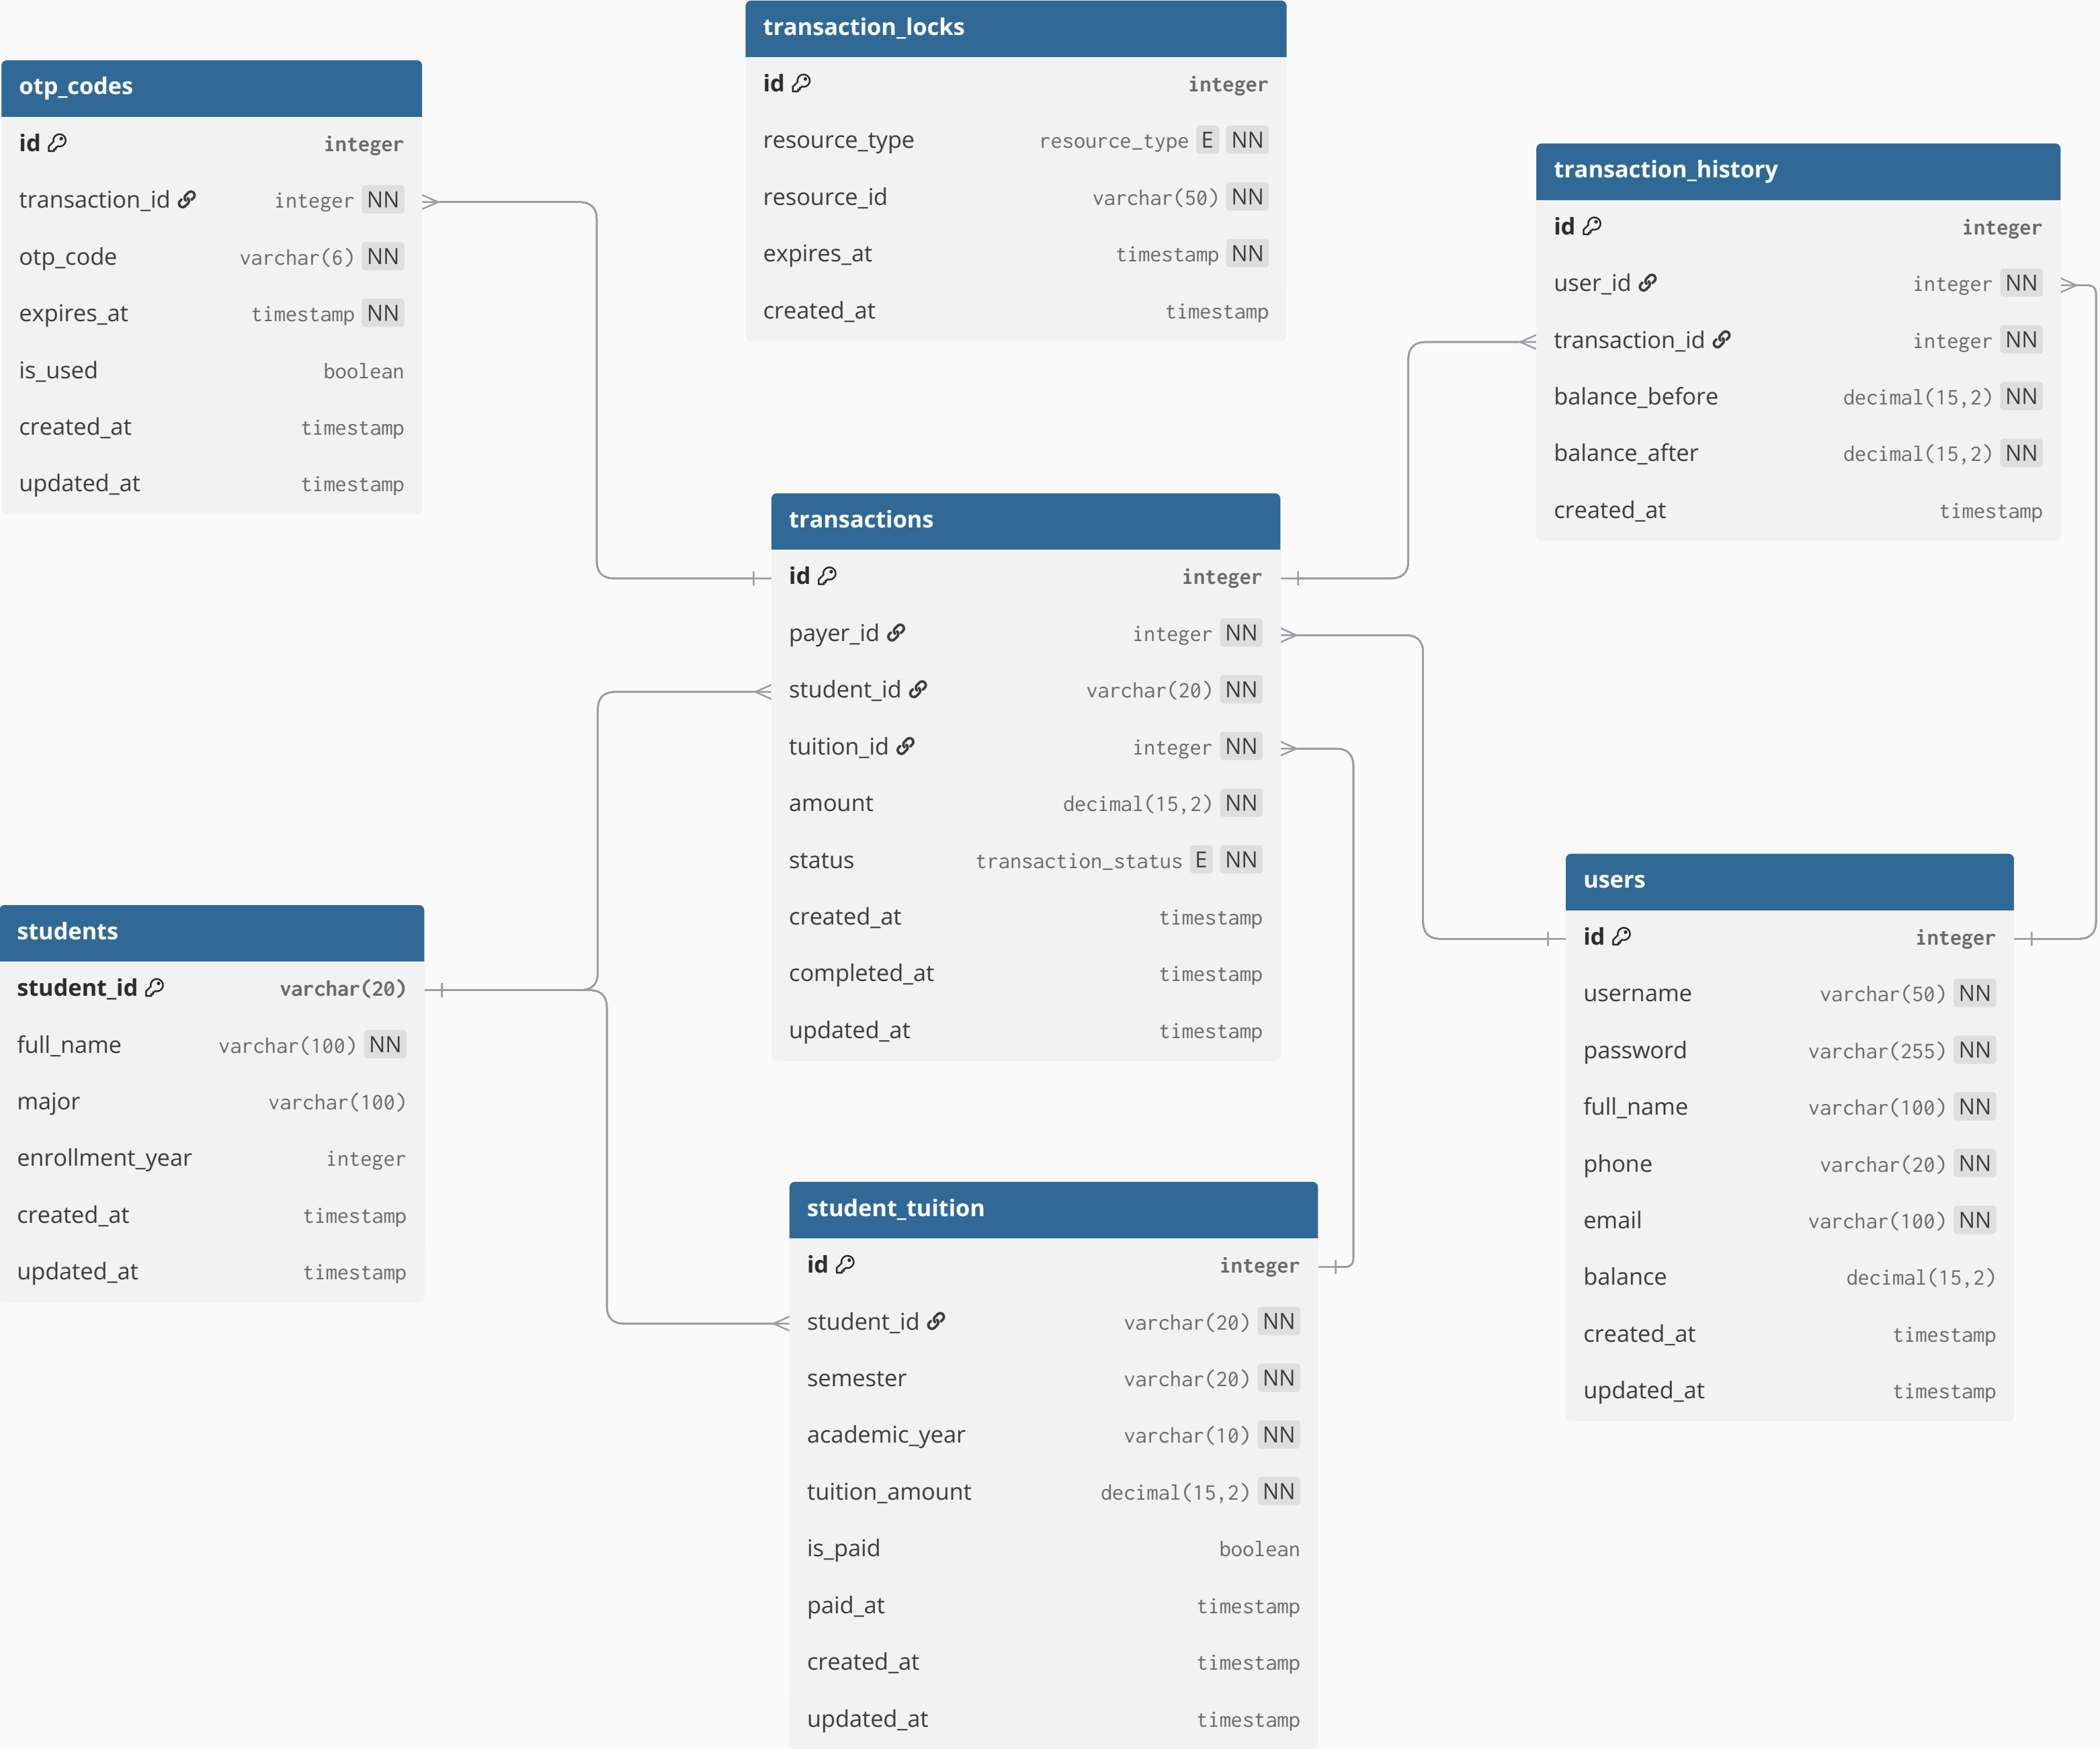 transaction_locks
id integer
resource_type resource_type E NN
resource_id varchar(50) NN
expires_at timestamp NN
created_at timestamp
otp_codes
id integer
transaction_id integer NN
otp_code varchar(6) NN
expires_at timestamp NN
is_used boolean
created_at timestamp
updated_at timestamp
transaction_history
id integer
user_id integer NN
transaction_id integer NN
balance_before decimal(15,2) NN
balance_after decimal(15,2) NN
created_at timestamp
transactions
id integer
payer_id integer NN
student_id varchar(20) NN
tuition_id integer NN
amount decimal(15,2) NN
status transaction_status E NN
created_at timestamp
completed_at timestamp
updated_at timestamp
students
student_id varchar(20)
full_name varchar(100) NN
major varchar(100)
enrollment_year integer
created_at timestamp
updated_at timestamp
users
id integer
username varchar(50) NN
password varchar(255) NN
full_name varchar(100) NN
phone varchar(20) NN
email varchar(100) NN
balance decimal(15,2)
created_at timestamp
updated_at timestamp
student_tuition
id integer
student_id varchar(20) NN
semester varchar(20) NN
academic_year varchar(10) NN
tuition_amount decimal(15,2) NN
is_paid boolean
paid_at timestamp
created_at timestamp
updated_at timestamp